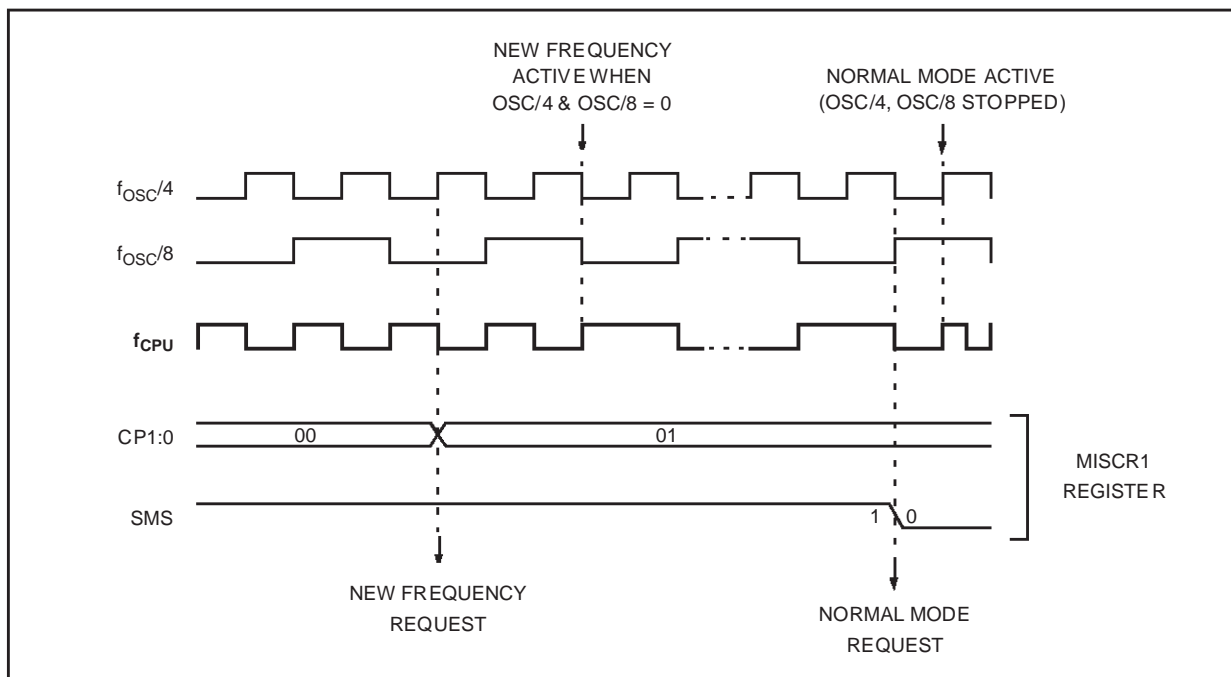 NEW FREQUENCY
ACTIVE WHEN
OSC/4 & OSC/8 = 0
NORMAL MODE ACTIVE
(OSC/4, OSC/8 STOPPED)
fOSC/4
fOSC/8
fCPU
CP1:0
00
01
SMS
1
0
MISCR1
REGISTER
NEW FREQUENCY
REQUEST
NORMAL MODE
REQUEST